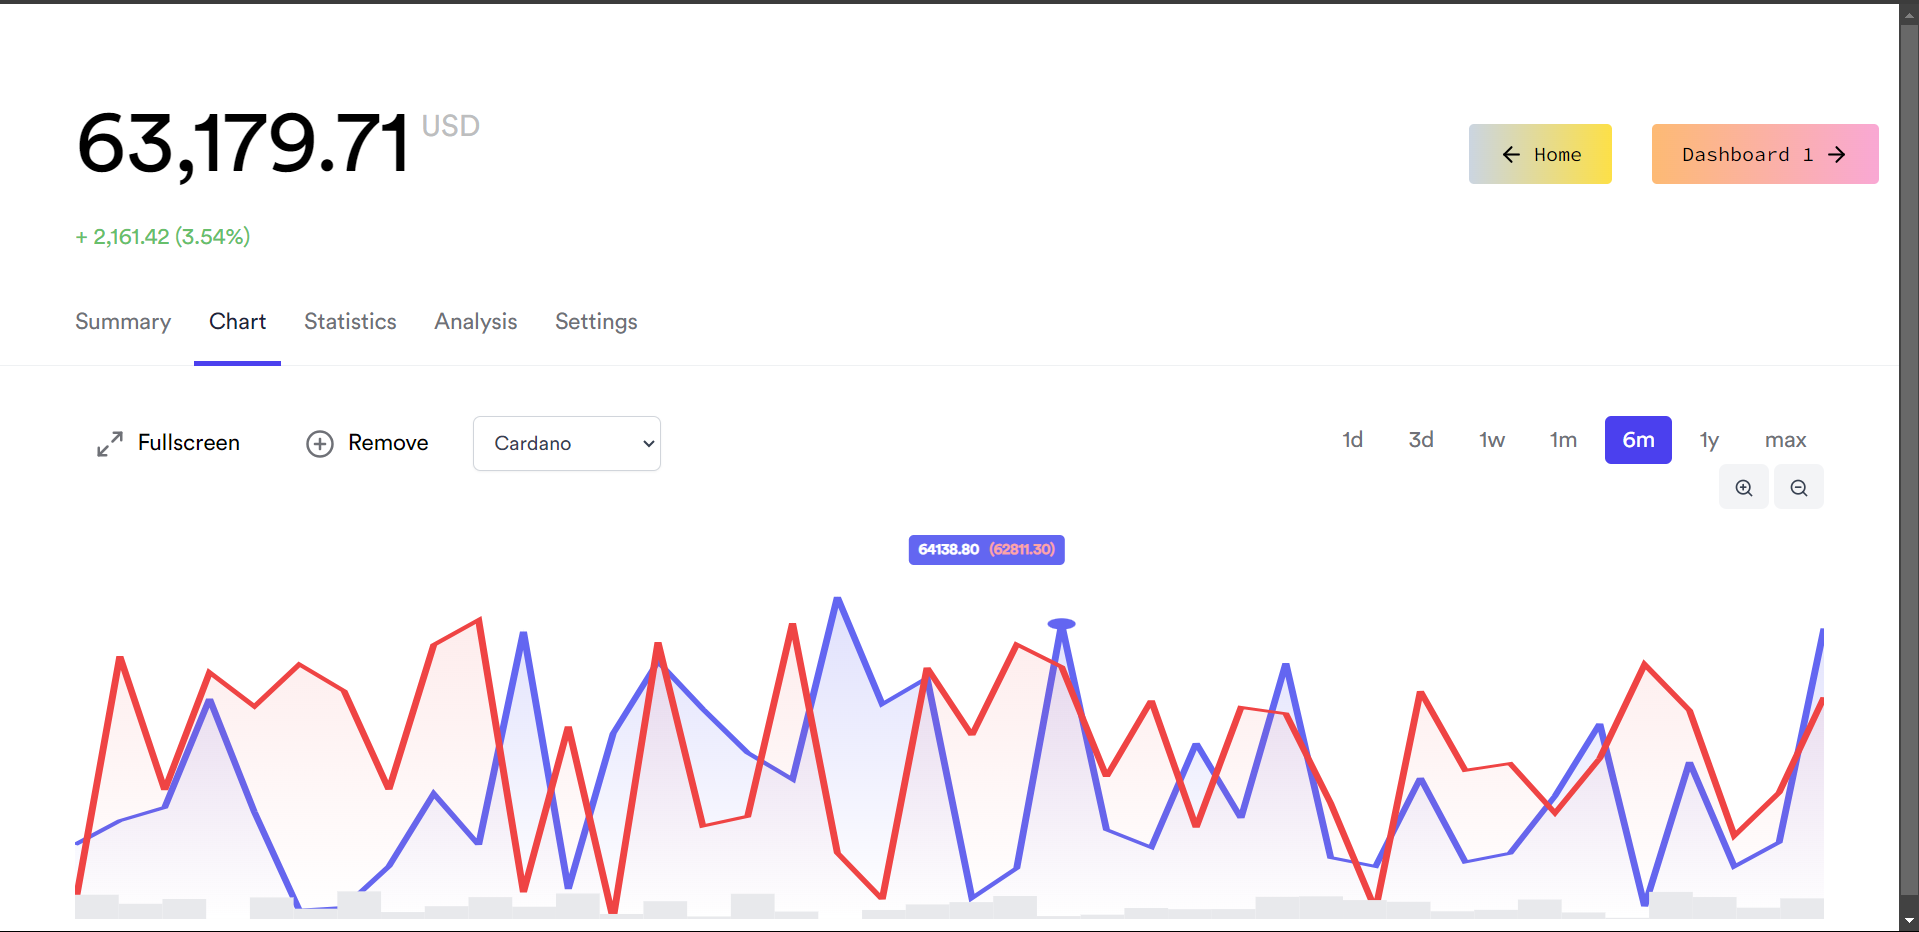 63,179.71 USD
← Home
Dashboard 1 →
+ 2,161.42 (3.54%)
Summary Chart Statistics Analysis Settings
Fullscreen Remove Cardano
1d 3d 1w 1m 6m 1y max
64138.80 (62811.30)